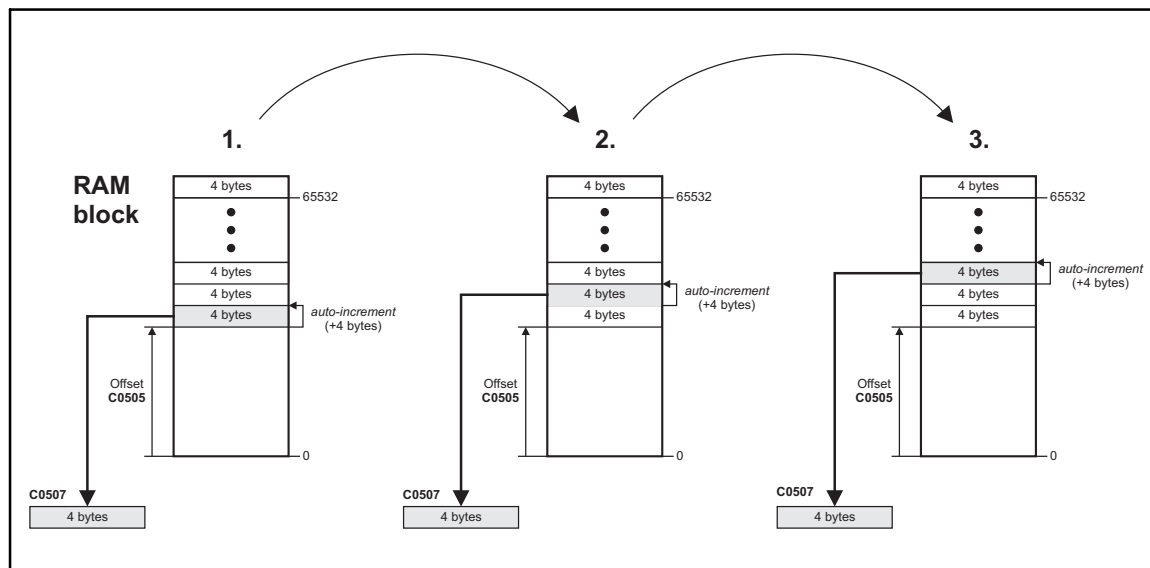 1.
2.
3.
RAM
block
4 bytes
65532
4 bytes
4 bytes
4 bytes
auto-increment
(+4 bytes)
Offset
C0505
0
C0507
4 bytes
4 bytes
65532
4 bytes
4 bytes
4 bytes
auto-increment
(+4 bytes)
Offset
C0505
0
C0507
4 bytes
4 bytes
65532
4 bytes
4 bytes
4 bytes
auto-increment
(+4 bytes)
Offset
C0505
0
C0507
4 bytes